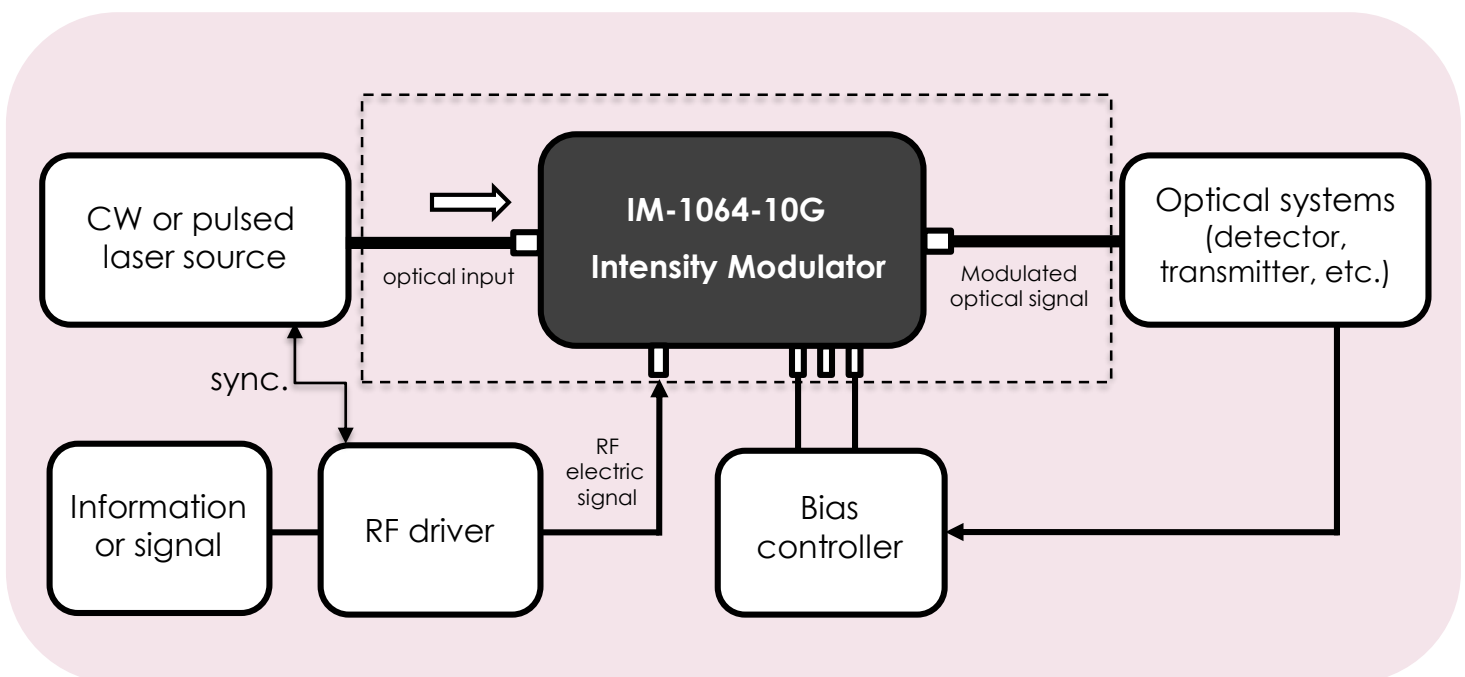 CW or pulsed
laser source
optical input
IM-1064-10G
Intensity Modulator
Modulated
optical signal
Optical systems
(detector,
transmitter, etc.)
sync.
Information
or signal
RF driver
RF
electric
signal
Bias
controller